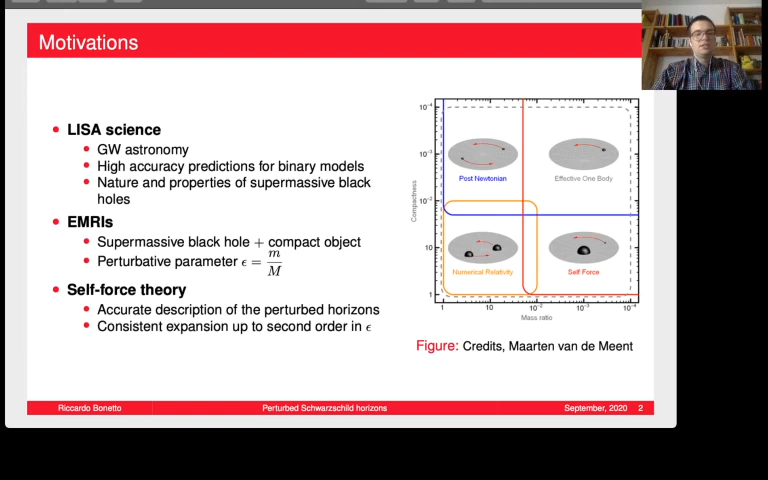 Motivations
LISA science
GW astronomy
High accuracy predictions for binary models
Nature and properties of supermassive black
holes
EMRIs
Supermassive black hole + compact object
Perturbative parameter ϵ = m/M
Self-force theory
Accurate description of the perturbed horizons
Consistent expansion up to second order in ϵ
Compactness
10⁻⁴
10⁻³
10⁻²
10
1
Post Newtonian
Effective One Body
Numerical Relativity
Self Force
1 10 10⁻² 10⁻³ 10⁻⁴
Mass ratio
Figure: Credits, Maarten van de Meent
Riccardo Bonetto Perturbed Schwarzschild horizons September, 2020 2